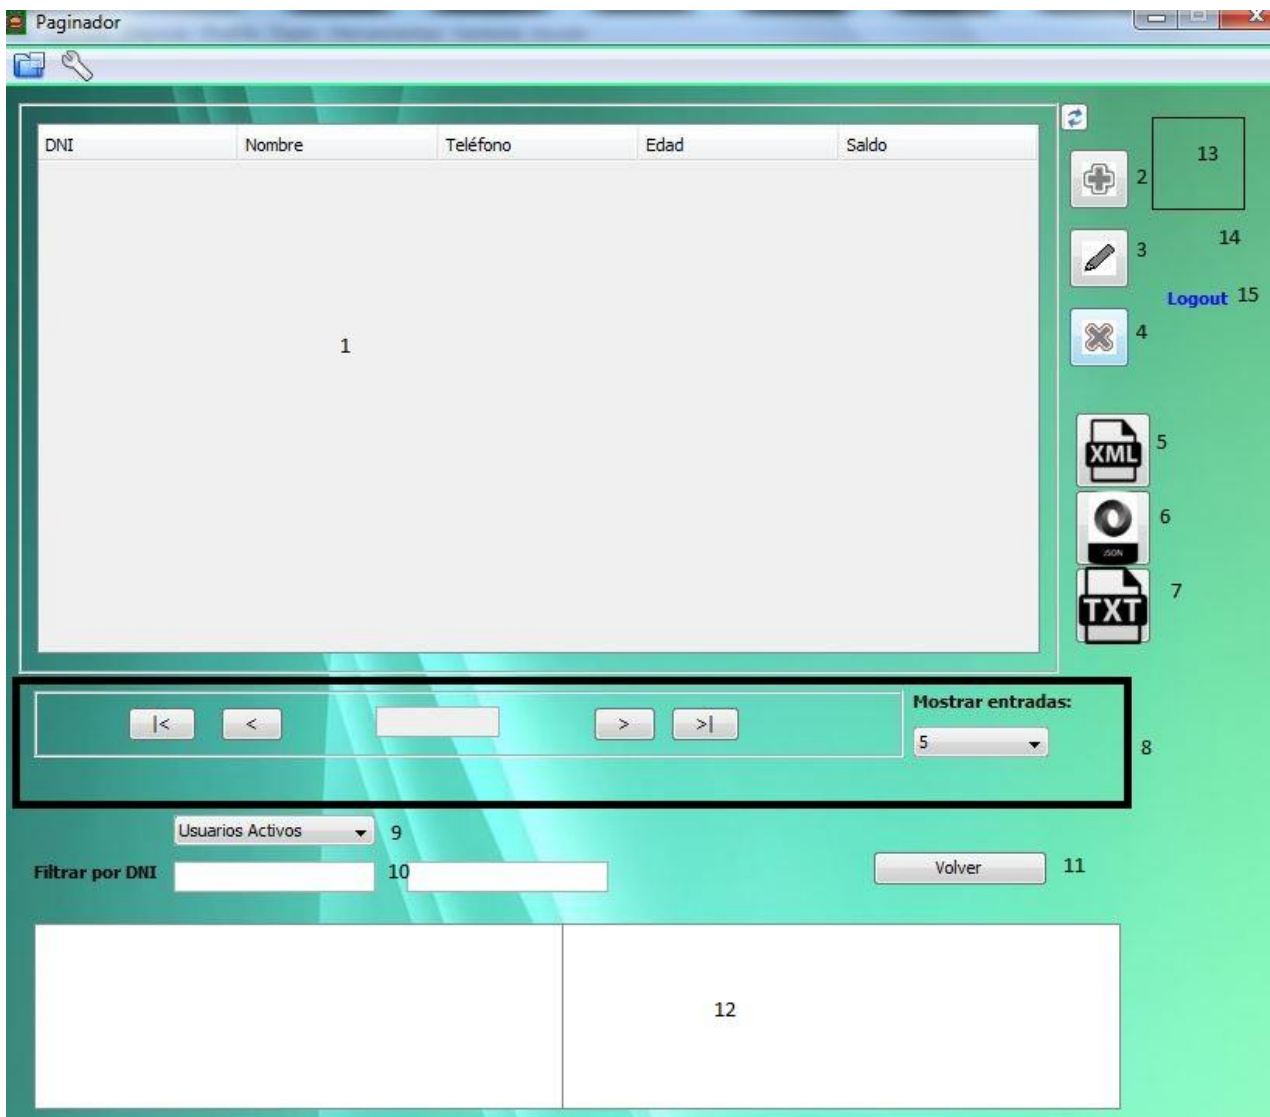 Paginador
DNI Nombre Teléfono Edad Saldo
13
2
14
3
Logout 15
1
4
XML 5
6
JSON
TXT 7
|< < > >| Mostrar entradas:
5
8
Usuarios Activos 9
Filtrar por DNI 10 Volver 11
12